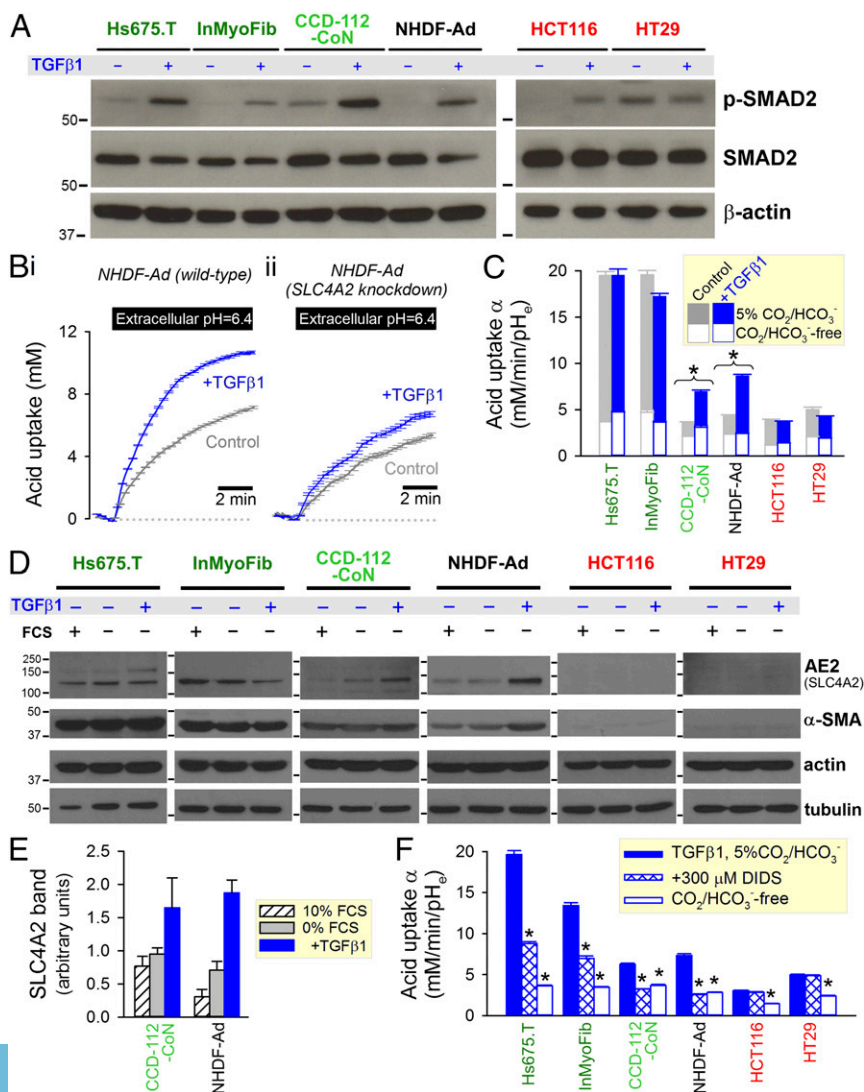 A
Hs675.T InMyoFib CCD-112 -CoN NHDF-Ad HCT116 HT29
TGFβ1 − + − + − + − + − + − +
p-SMAD2
50
SMAD2
50
β-actin
37
Bi
NHDF-Ad (wild-type)
Extracellular pH=6.4
Acid uptake (mM)
12
8
4
0
+TGFβ1
Control
2 min
ii
NHDF-Ad
(SLC4A2 knockdown)
Extracellular pH=6.4
+TGFβ1
Control
2 min
C
Acid uptake α
(mM/min/pHe)
20
15
10
5
0
Control
+TGFβ1
5% CO2/HCO3-
CO2/HCO3--free
* *
Hs675.T
InMyoFib
CCD-112
-CoN
NHDF-Ad
HCT116
HT29
D
Hs675.T InMyoFib CCD-112 -CoN NHDF-Ad HCT116 HT29
TGFβ1 − − + − − + − − + − − + − − + − − +
FCS + − − + − − + − − + − − + − − + − −
250
150
100
AE2
(SLC4A2)
50
37
α-SMA
37
actin
50
tubulin
E
SLC4A2 band
(arbitrary units)
2.5
2.0
1.5
1.0
0.5
0.0
10% FCS
0% FCS
+TGFβ1
CCD-112
-CoN
NHDF-Ad
F
Acid uptake α
(mM/min/pHe)
20
15
10
5
0
TGFβ1, 5%CO2/HCO3-
+300 μM DIDS
CO2/HCO3--free
* * * * * * * * * *
Hs675.T
InMyoFib
CCD-112
-CoN
NHDF-Ad
HCT116
HT29